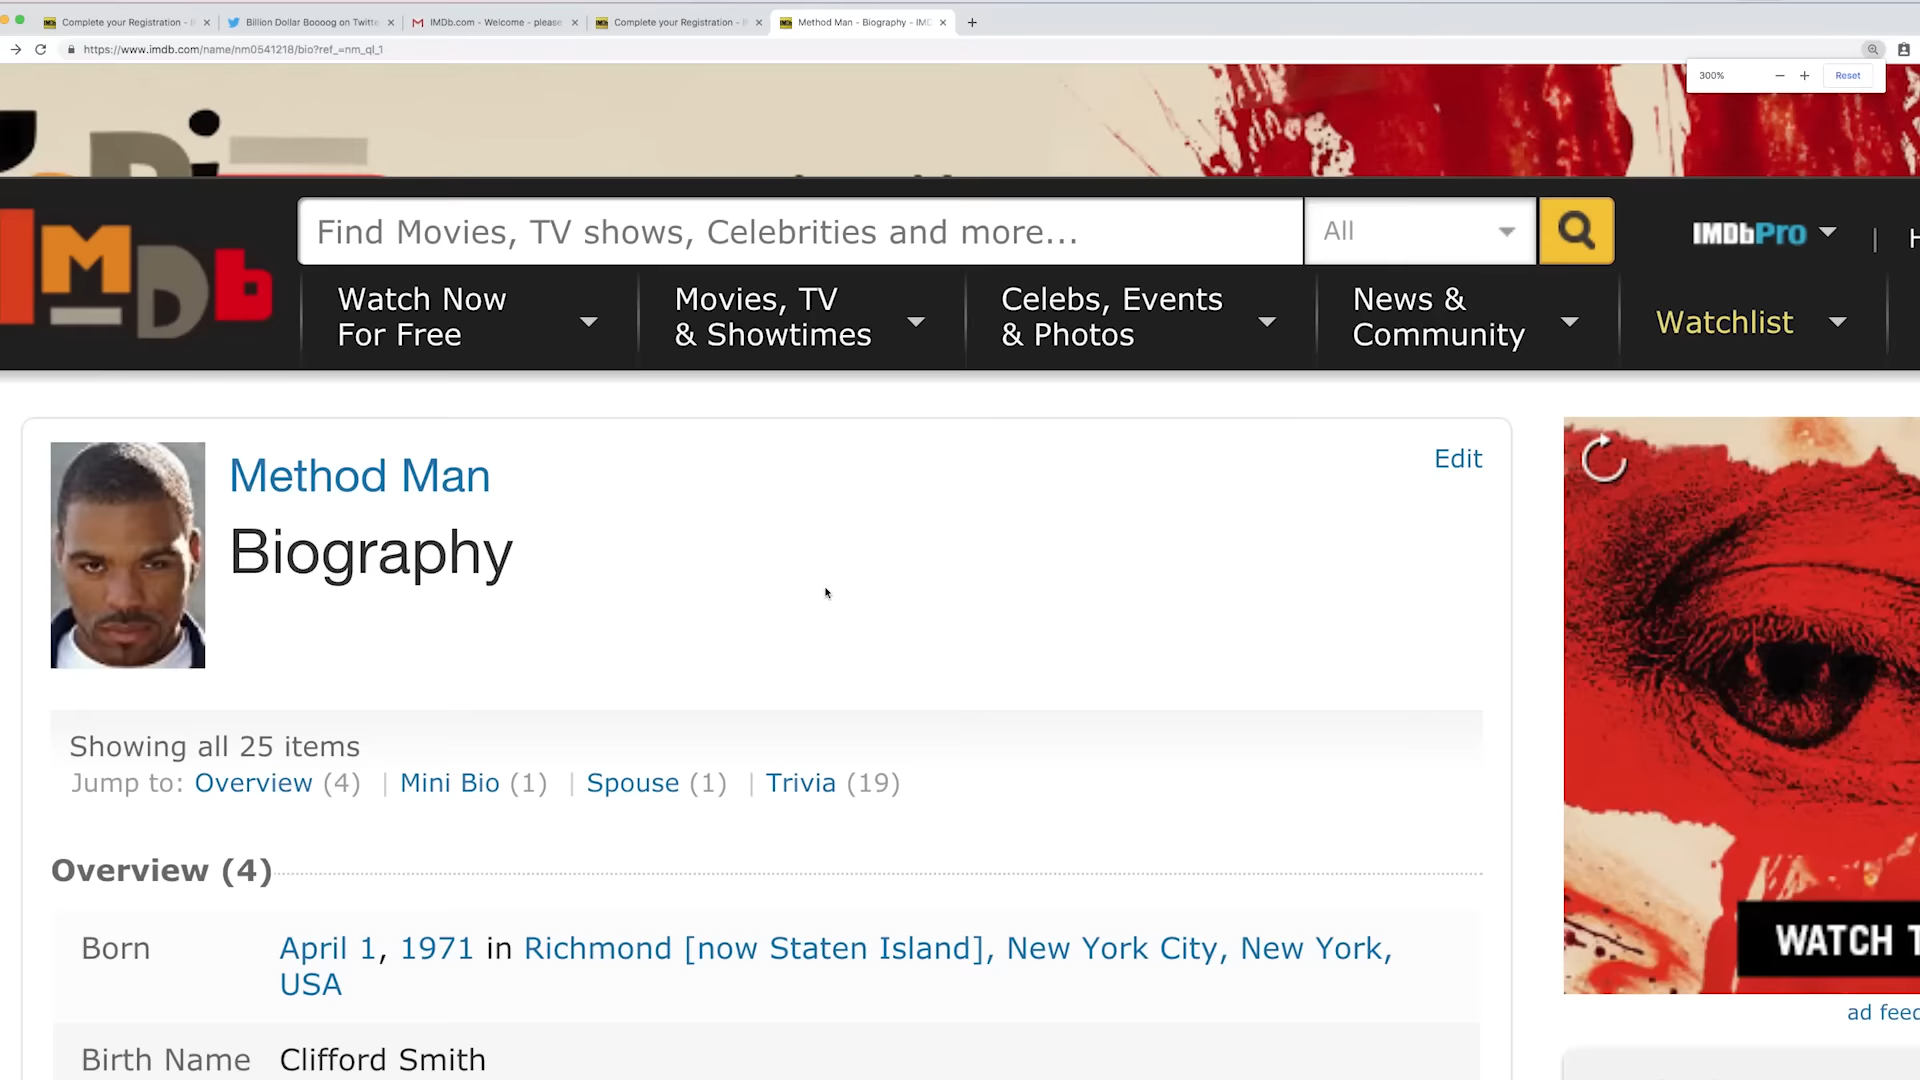 Complete your Registration - I
Billion Dollar Boooog on Twitte
IMDb.com - Welcome - please
Complete your Registration - I
Method Man - Biography - IMD
https://www.imdb.com/name/nm0541218/bio?ref_=nm_ql_1
300%
Reset
IMDb
Find Movies, TV shows, Celebrities and more...
All
IMDbPro
|
H
Watch Now
For Free
Movies, TV
& Showtimes
Celebs, Events
& Photos
News &
Community
Watchlist
Method Man
Edit
Biography
Showing all 25 items
Jump to: Overview (4) | Mini Bio (1) | Spouse (1) | Trivia (19)
Overview (4)
Born April 1, 1971 in Richmond [now Staten Island], New York City, New York,
USA
Birth Name Clifford Smith
WATCH T
ad feed